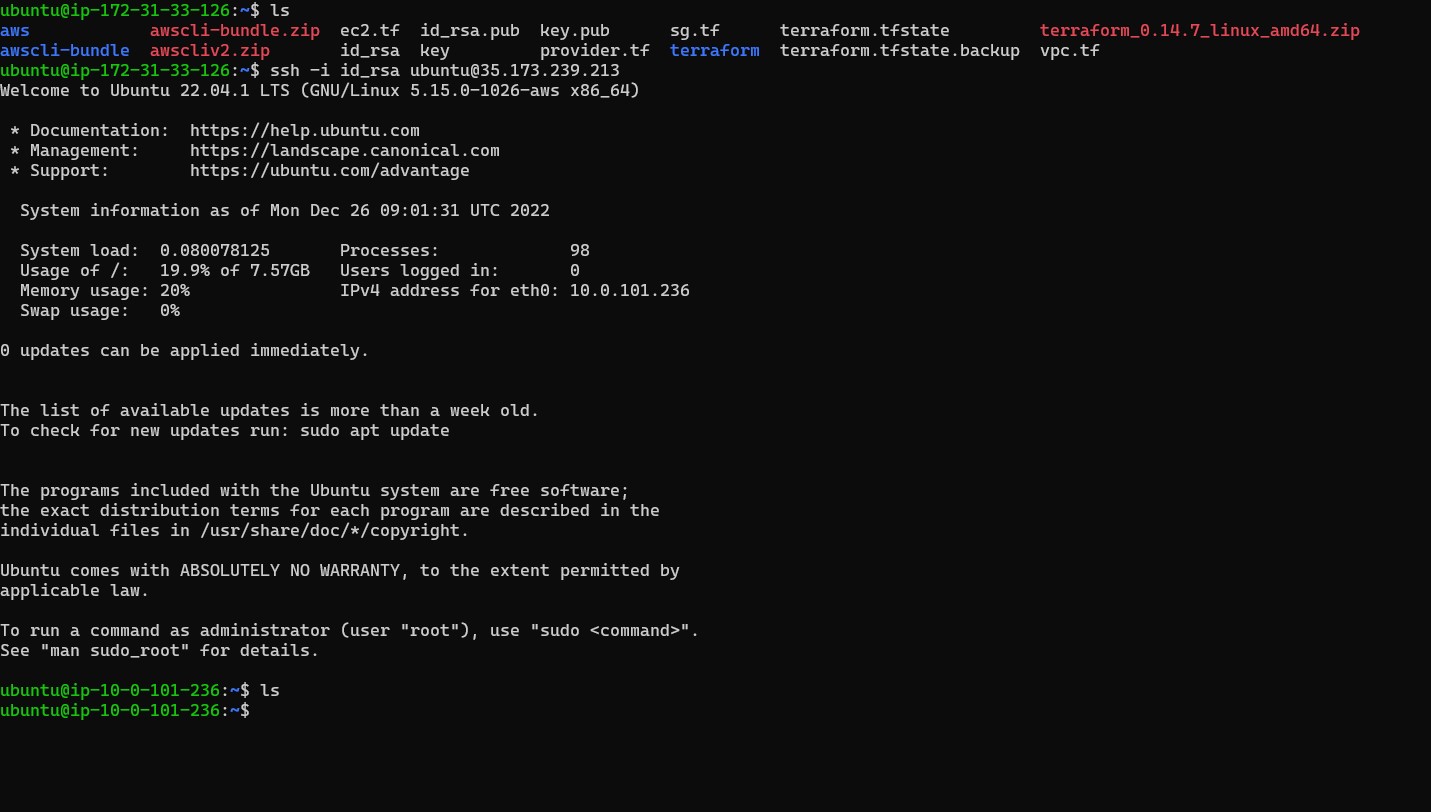 ubuntu@ip-172-31-33-126:~$ ls
aws awscli-bundle.zip ec2.tf id_rsa.pub key.pub sg.tf terraform.tfstate terraform_0.14.7_linux_amd64.zip
awscli-bundle awscliv2.zip id_rsa key provider.tf terraform terraform.tfstate.backup vpc.tf
ubuntu@ip-172-31-33-126:~$ ssh -i id_rsa ubuntu@35.173.239.213
Welcome to Ubuntu 22.04.1 LTS (GNU/Linux 5.15.0-1026-aws x86_64)
* Documentation: https://help.ubuntu.com
* Management: https://landscape.canonical.com
* Support: https://ubuntu.com/advantage
System information as of Mon Dec 26 09:01:31 UTC 2022
System load: 0.080078125 Processes: 98
Usage of /: 19.9% of 7.57GB Users logged in: 0
Memory usage: 20% IPv4 address for eth0: 10.0.101.236
Swap usage: 0%
0 updates can be applied immediately.
The list of available updates is more than a week old.
To check for new updates run: sudo apt update
The programs included with the Ubuntu system are free software;
the exact distribution terms for each program are described in the
individual files in /usr/share/doc/*/copyright.
Ubuntu comes with ABSOLUTELY NO WARRANTY, to the extent permitted by
applicable law.
To run a command as administrator (user "root"), use "sudo <command>".
See "man sudo_root" for details.
ubuntu@ip-10-0-101-236:~$ ls
ubuntu@ip-10-0-101-236:~$